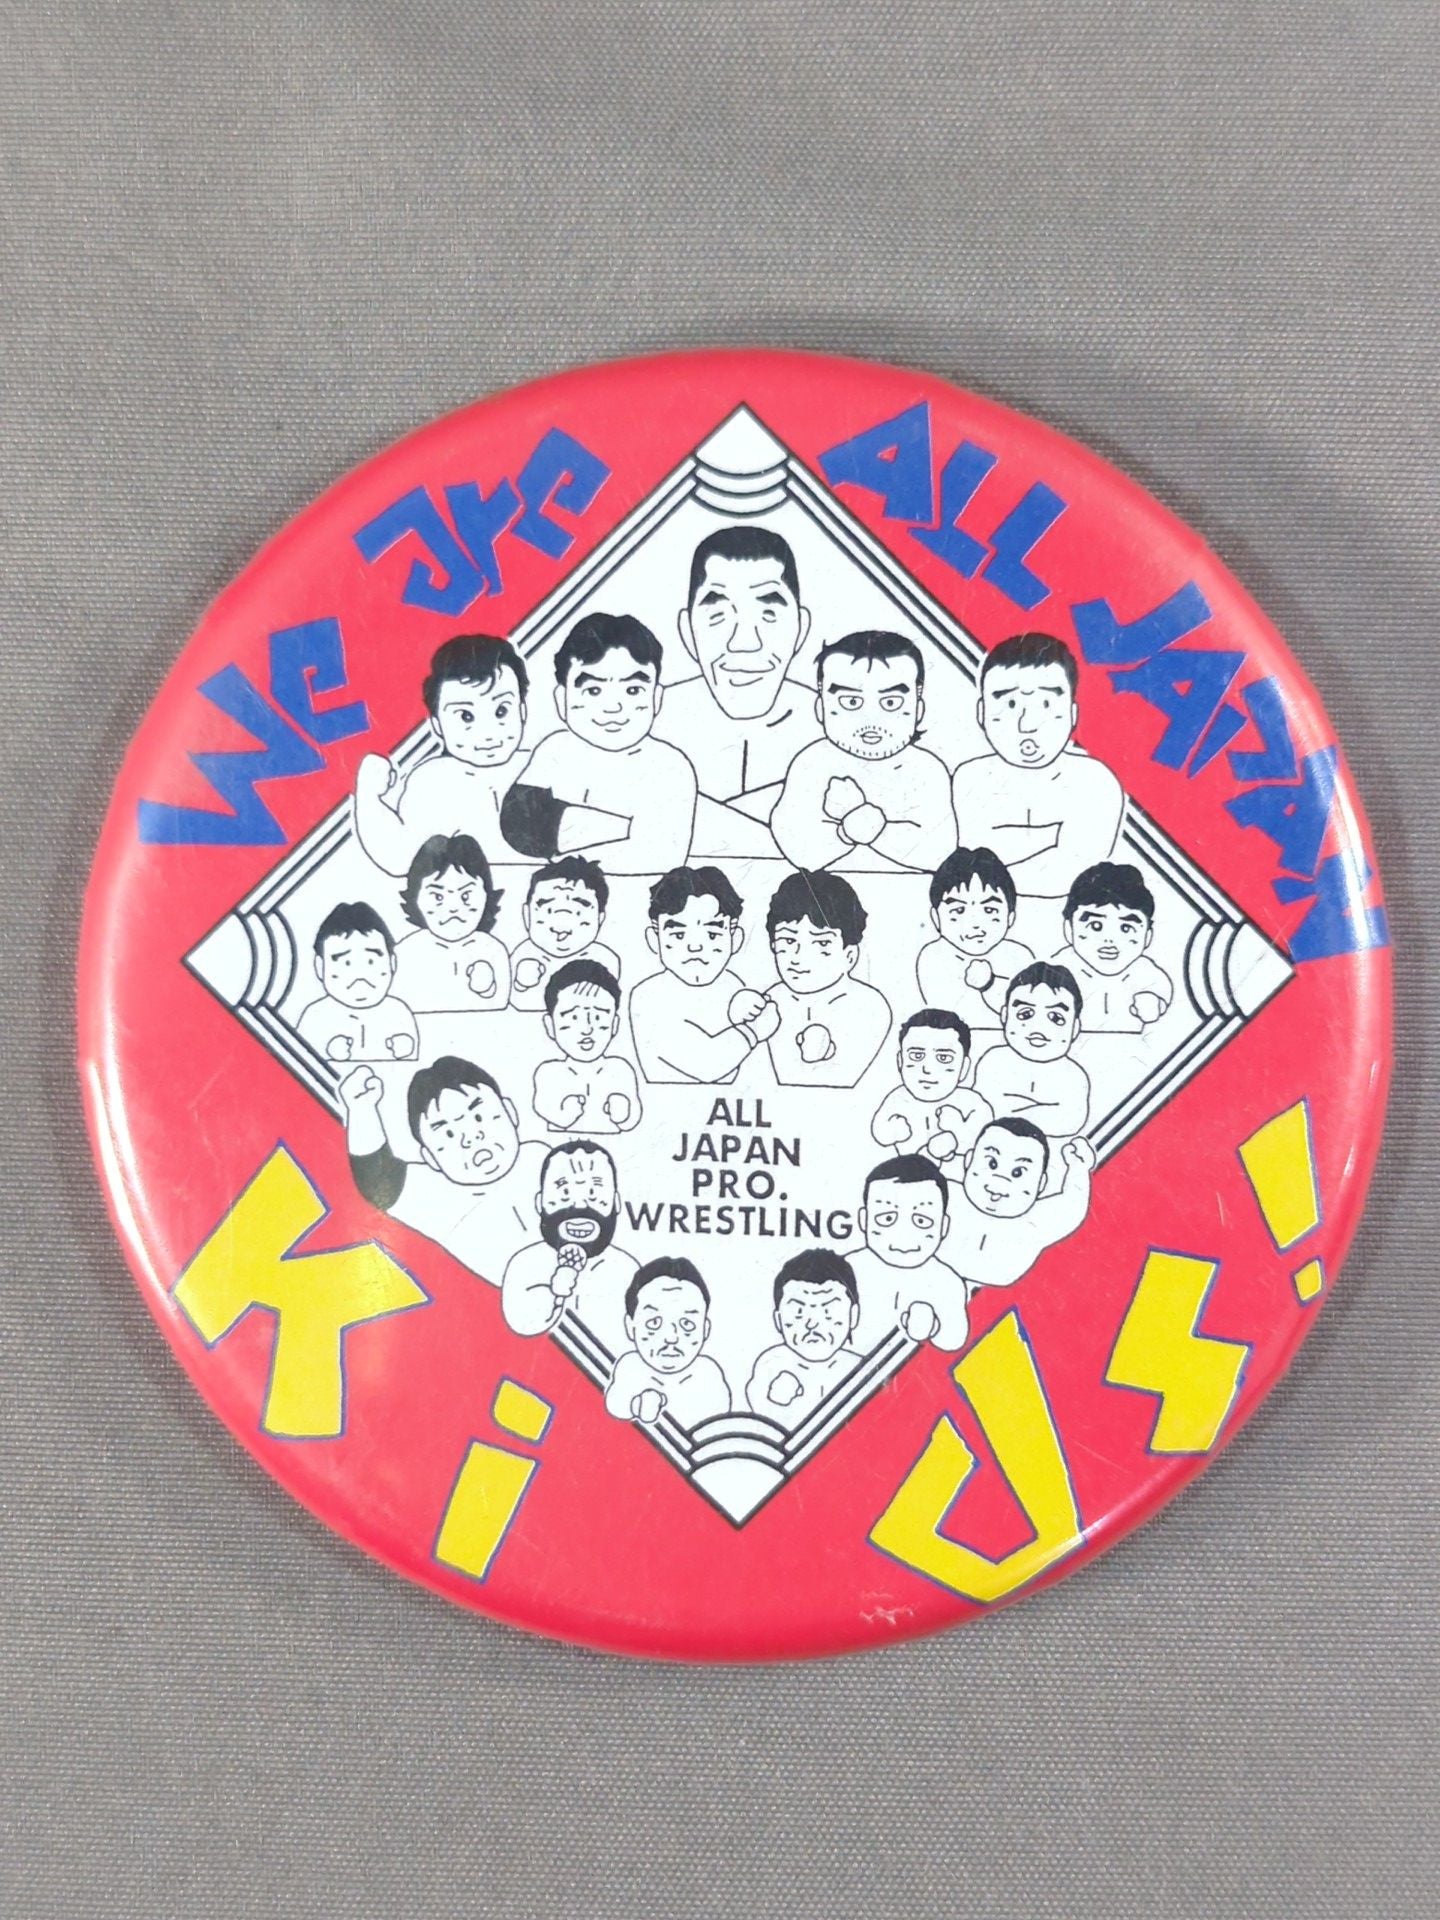 We Are
ALL JAPAN
Kids!
ALL
JAPAN
PRO.
WRESTLING